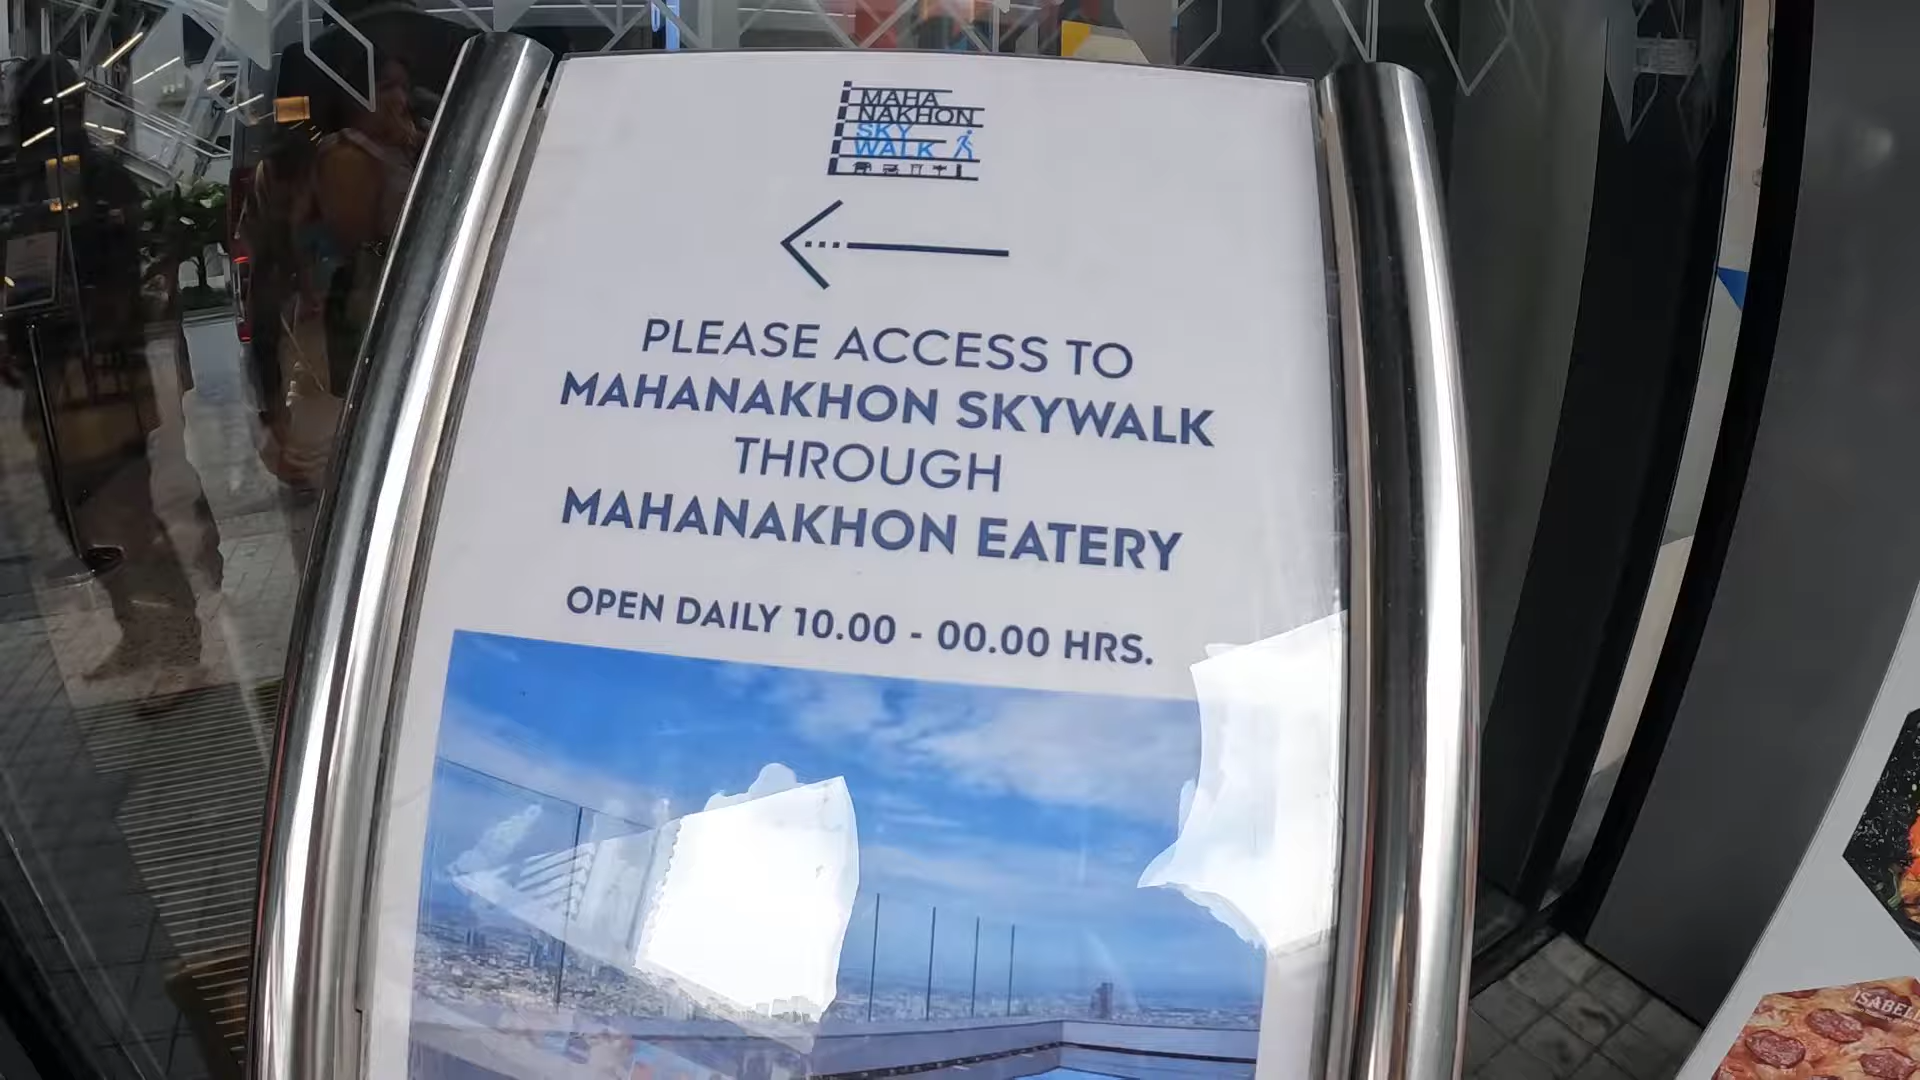 MAHA
NAKHON
SKY
WALK
PLEASE ACCESS TO
MAHANAKHON SKYWALK
THROUGH
MAHANAKHON EATERY
OPEN DAILY 10.00 - 00.00 HRS.